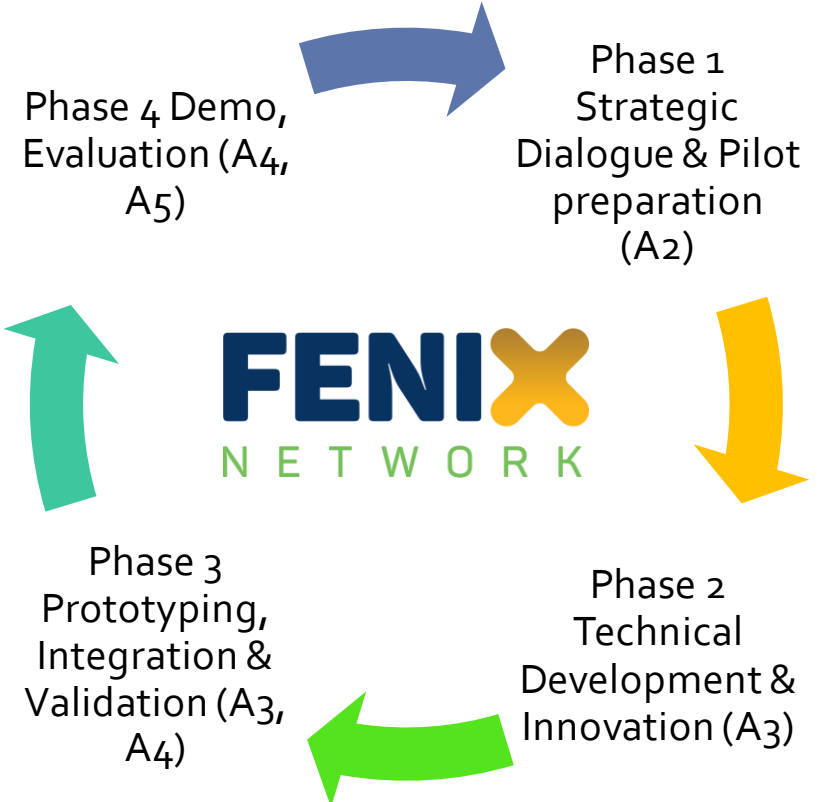 Phase 4 Demo,
Evaluation (A4,
A5)
Phase 1
Strategic
Dialogue & Pilot
preparation
(A2)
FENIX
NETWORK
Phase 3
Prototyping,
Integration &
Validation (A3,
A4)
Phase 2
Technical
Development &
Innovation (A3)